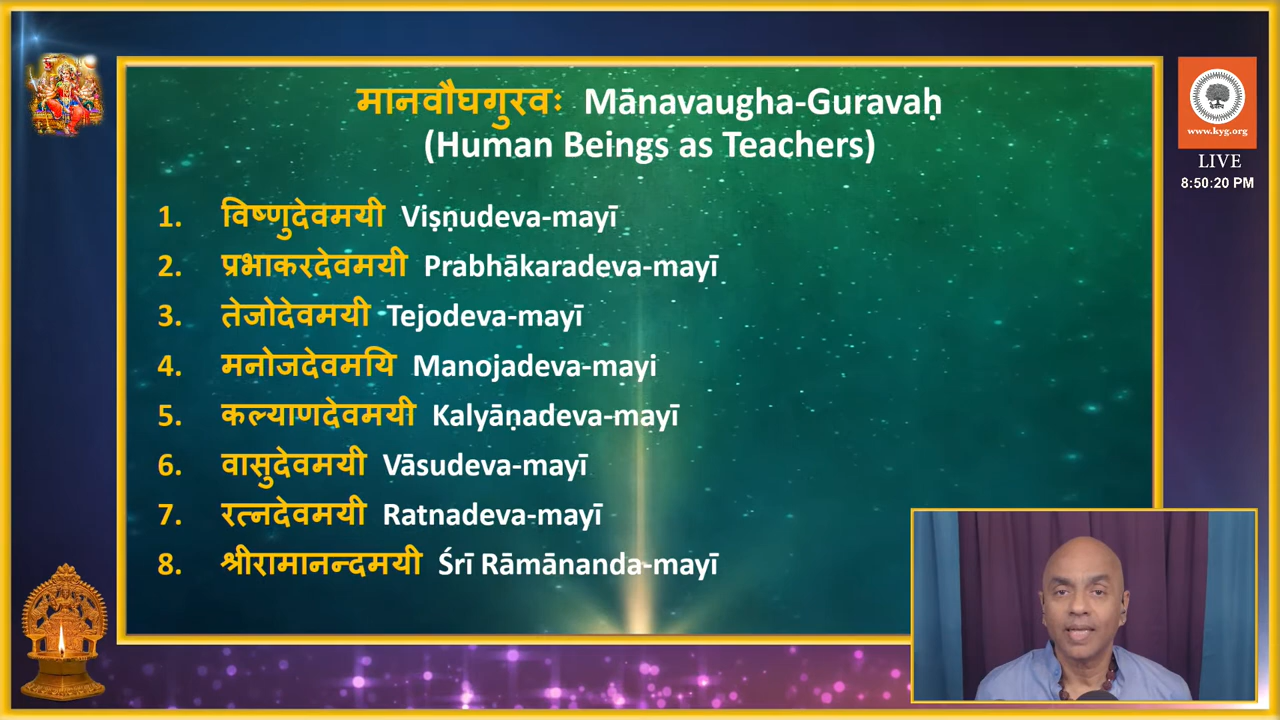 मानवौघगुरवः Mānavaugha-Guravaḥ
(Human Beings as Teachers)
1. विष्णुदेवमयी Viṣṇudeva-mayī
2. प्रभाकरदेवमयी Prabhākaradeva-mayī
3. तेजोदेवमयी Tejodeva-mayī
4. मनोजदेवमयि Manojadeva-mayi
5. कल्याणदेवमयी Kalyāṇadeva-mayī
6. वासुदेवमयी Vāsudeva-mayī
7. रत्नदेवमयी Ratnadeva-mayī
8. श्रीरामानन्दमयी Śrī Rāmānanda-mayī
www.kyg.org
LIVE
8:50:20 PM